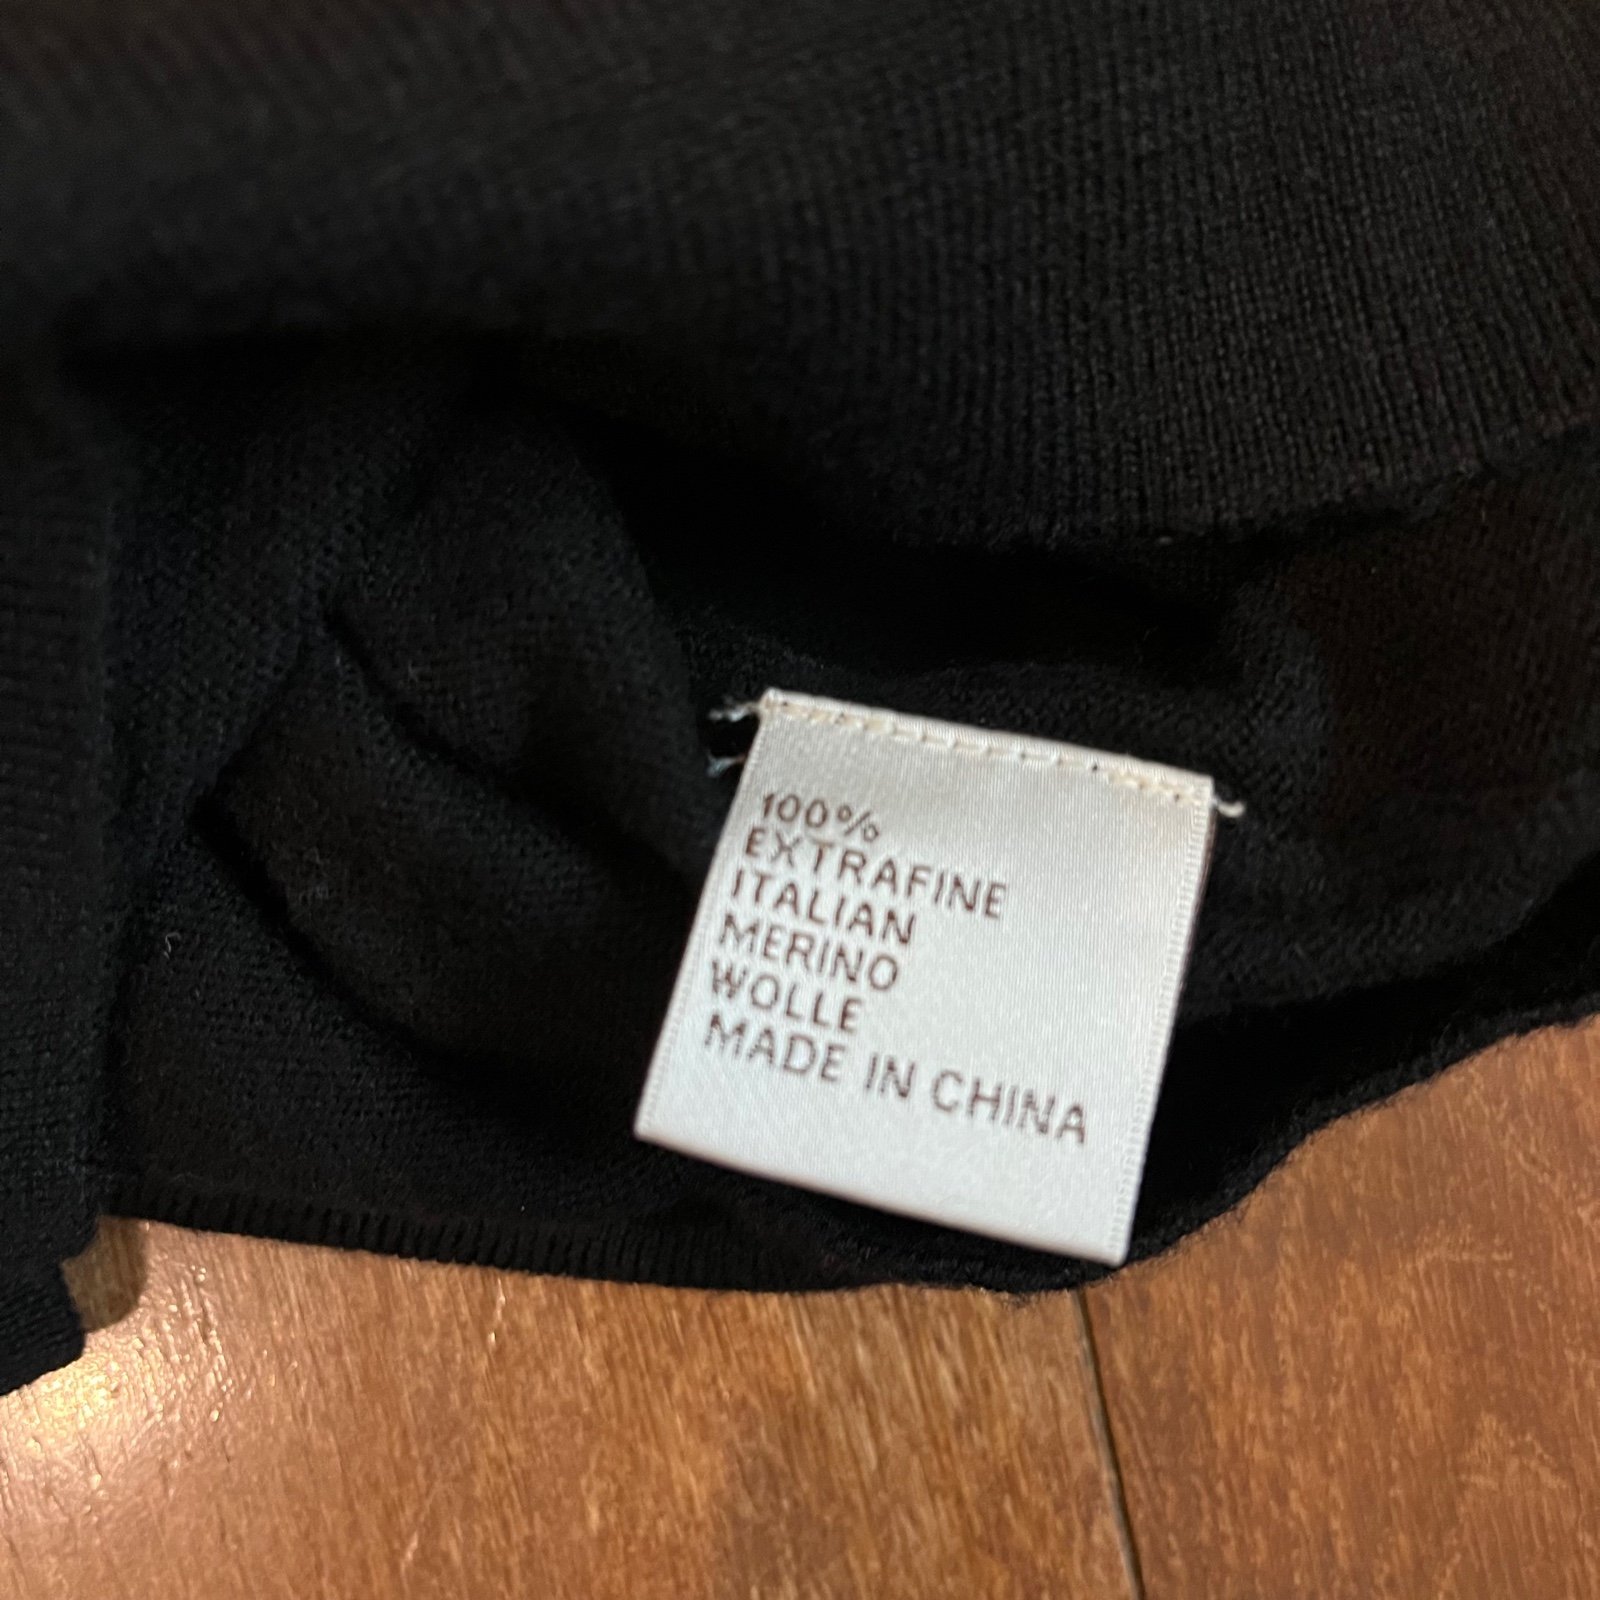 100%
EXTRAFINE
ITALIAN
MERINO
WOLLE
MADE IN CHINA